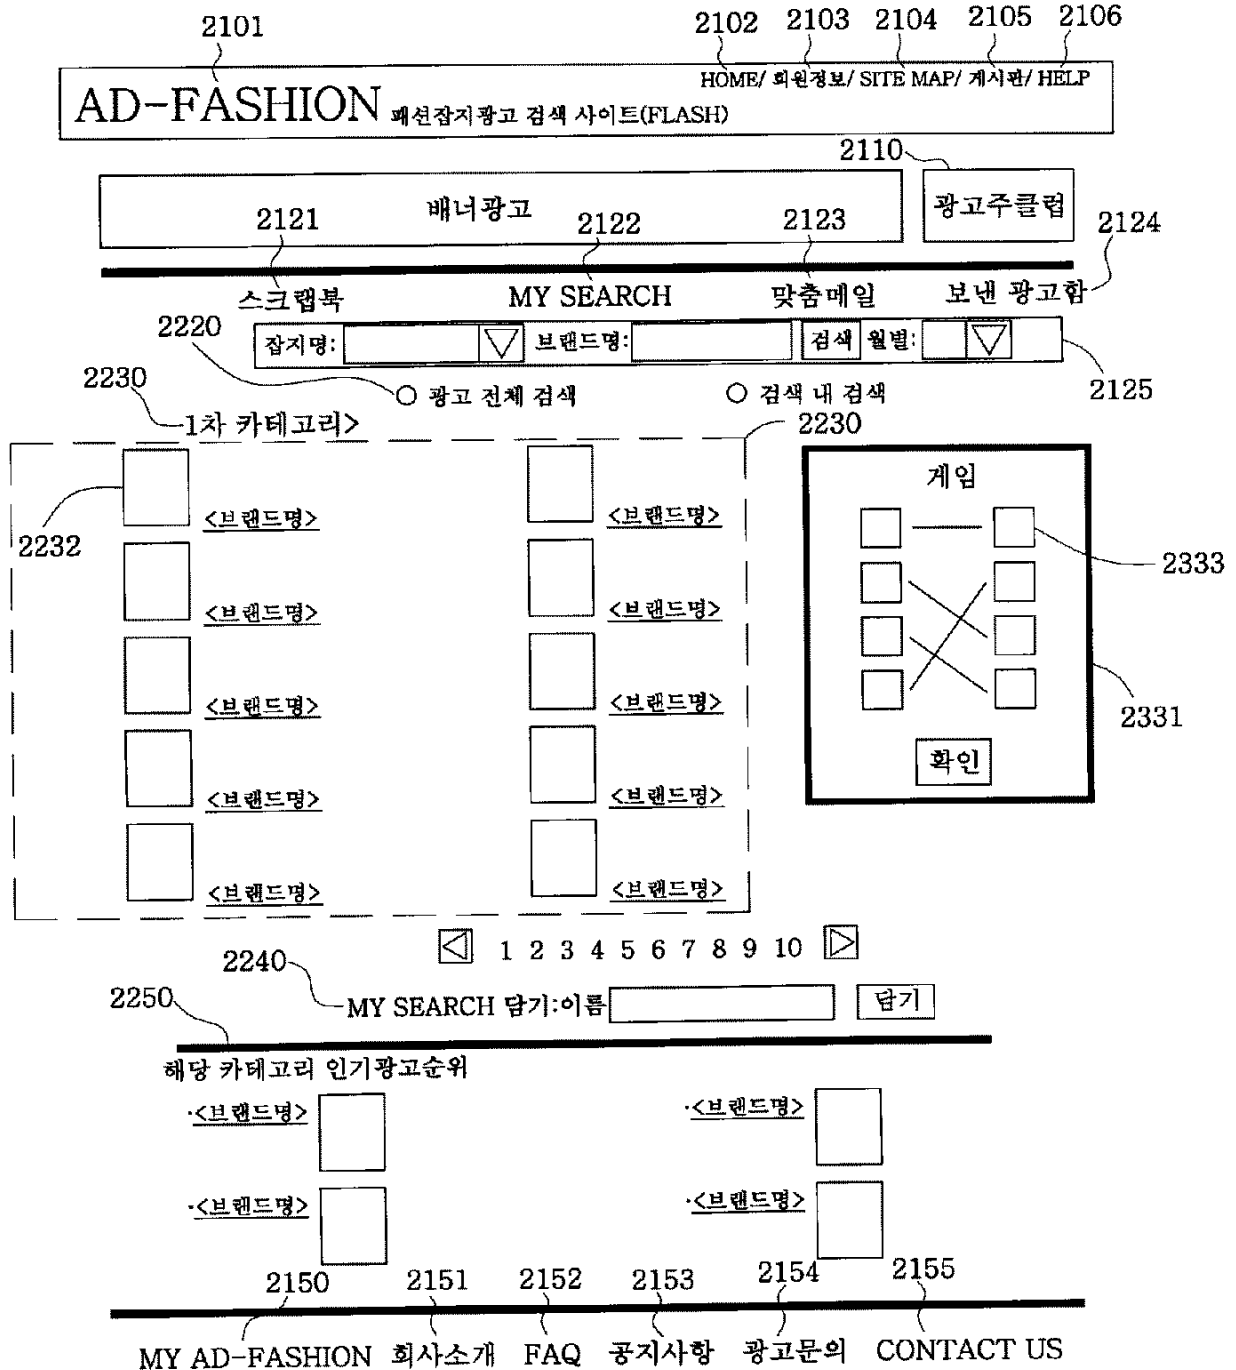 2101 2102 2103 2104 2105 2106
HOME/ 회원정보/ SITE MAP/ 게시판/ HELP
AD-FASHION 패션잡지광고 검색 사이트(FLASH)
2110
배너광고 광고주클럽
2121 2122 2123 2124
스크랩북 MY SEARCH 맞춤메일 보낸 광고함
2220 잡지명: 브랜드명: 검색 월별:
2230 광고 전체 검색 검색 내 검색 2125
1차 카테고리> 2230
게임
<브랜드명> <브랜드명>
2232 2333
<브랜드명> <브랜드명>
<브랜드명> <브랜드명>
2331
확인
<브랜드명> <브랜드명>
<브랜드명> <브랜드명>
1 2 3 4 5 6 7 8 9 10
2240
MY SEARCH 담기:이름 담기
2250
해당 카테고리 인기광고순위
·<브랜드명> ·<브랜드명>
·<브랜드명> ·<브랜드명>
2150 2151 2152 2153 2154 2155
MY AD-FASHION 회사소개 FAQ 공지사항 광고문의 CONTACT US